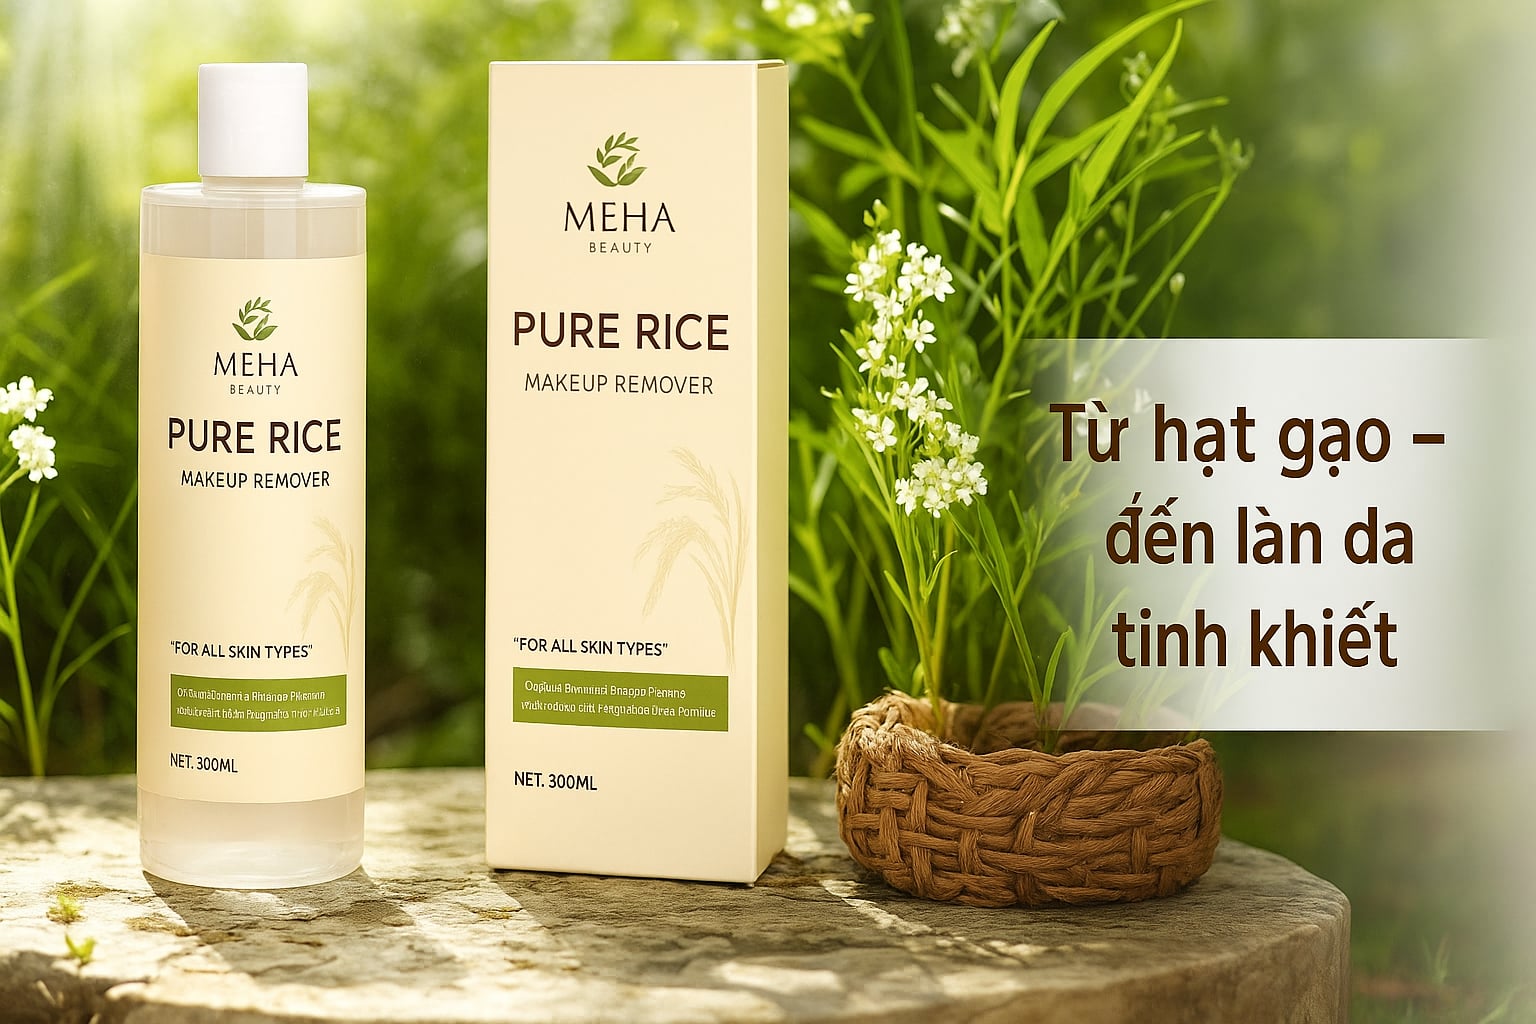 MEHA
BEAUTY
PURE RICE
MAKEUP REMOVER
"FOR ALL SKIN TYPES"
NET. 300ML
MEHA
BEAUTY
PURE RICE
MAKEUP REMOVER
"FOR ALL SKIN TYPES"
NET. 300ML
Từ hạt gạo –
đến làn da
tinh khiết